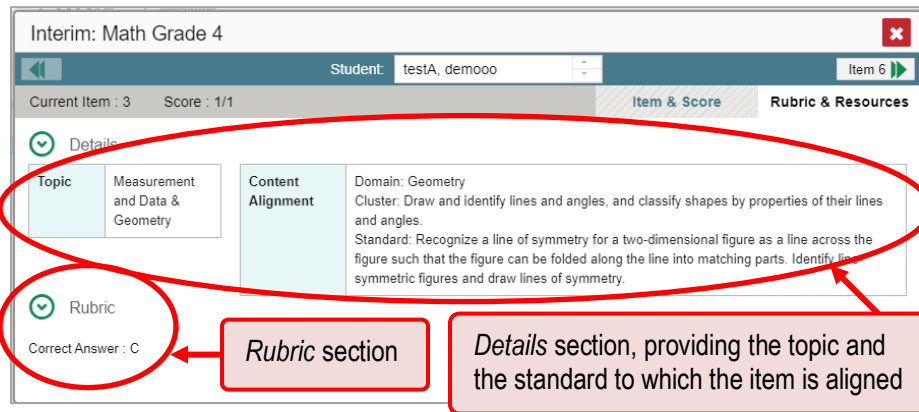 Interim: Math Grade 4
Student: testA, demooo
Item 6
Current Item : 3 Score : 1/1
Item & Score
Rubric & Resources
Details
Topic
Measurement
and Data &
Geometry
Content
Alignment
Domain: Geometry
Cluster: Draw and identify lines and angles, and classify shapes by properties of their lines
and angles.
Standard: Recognize a line of symmetry for a two-dimensional figure as a line across the
figure such that the figure can be folded along the line into matching parts. Identify line-
symmetric figures and draw lines of symmetry.
Rubric
Correct Answer : C
Rubric section
Details section, providing the topic and
the standard to which the item is aligned